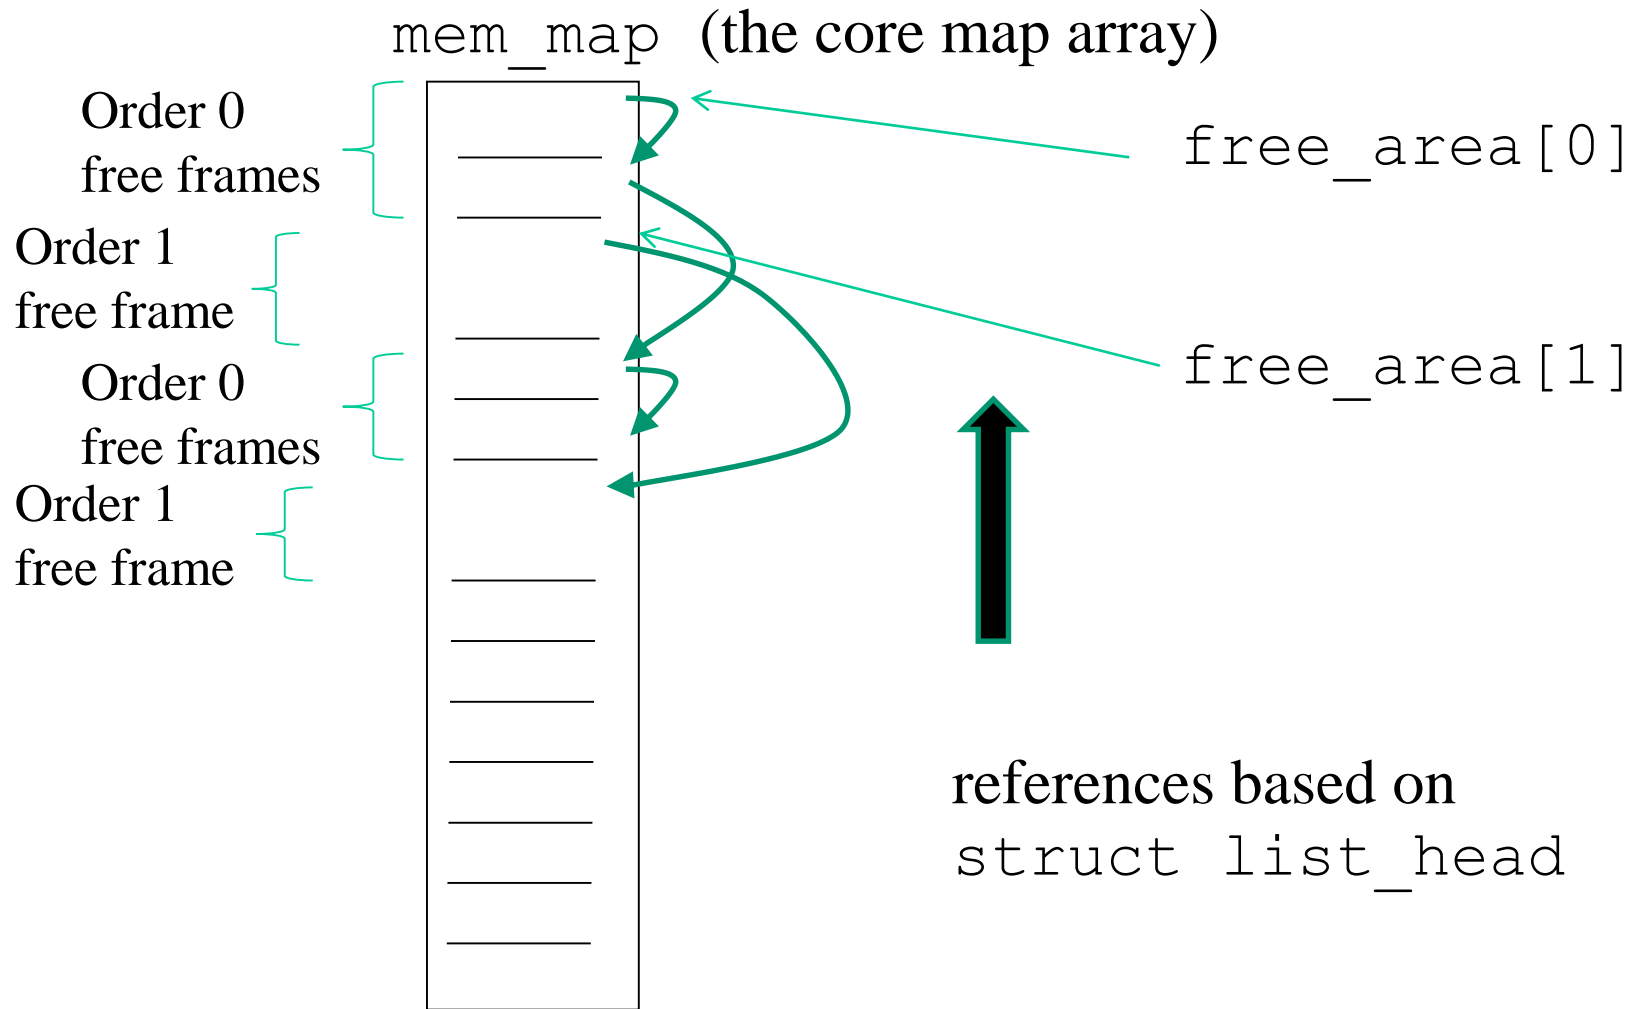 mem_map (the core map array)
Order 0
free frames
Order 1
free frame
Order 0
free frames
Order 1
free frame
free_area[0]
free_area[1]
references based on
struct list_head